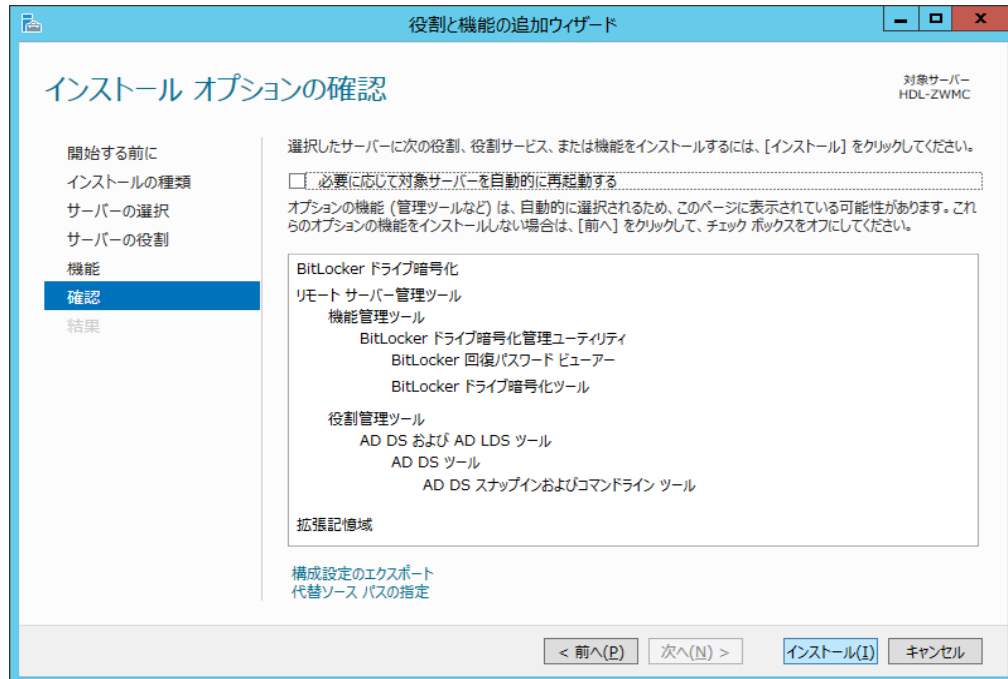 役割と機能の追加ウィザード
インストール オプションの確認
対象サーバー
HDL-ZWMC
開始する前に
インストールの種類
サーバーの選択
サーバーの役割
機能
確認
結果
選択したサーバーに次の役割、役割サービス、または機能をインストールするには、[インストール] をクリックしてください。
必要に応じて対象サーバーを自動的に再起動する
オプションの機能 (管理ツールなど) は、自動的に選択されるため、このページに表示されている可能性があります。これ
らのオプションの機能をインストールしない場合は、[前へ] をクリックして、チェック ボックスをオフにしてください。
BitLocker ドライブ暗号化
リモート サーバー管理ツール
機能管理ツール
BitLocker ドライブ暗号化管理ユーティリティ
BitLocker 回復パスワード ビューアー
BitLocker ドライブ暗号化ツール
役割管理ツール
AD DS および AD LDS ツール
AD DS ツール
AD DS スナップインおよびコマンドライン ツール
拡張記憶域
構成設定のエクスポート
代替ソース パスの指定
< 前へ(P) 次へ(N) > インストール(I) キャンセル